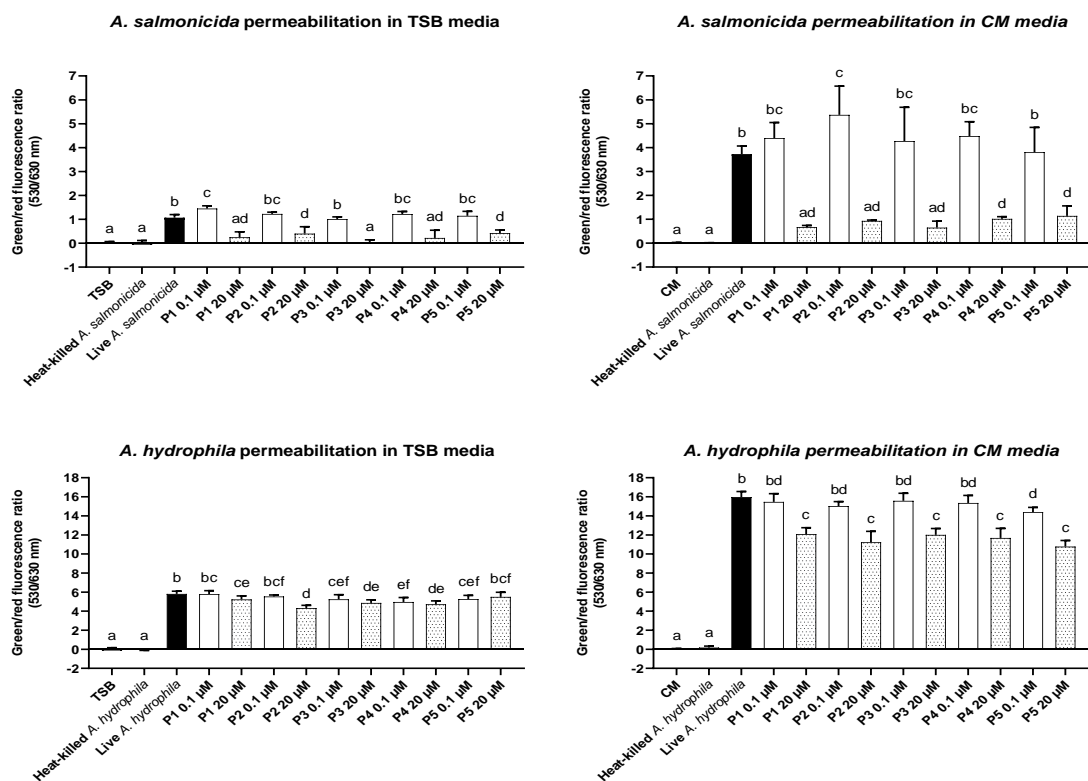 A. salmonicida permeabilitation in TSB media
Green/red fluorescence ratio
(530/630 nm)
7
6
5
4
3
2
1
0
-1
a a b c ad bc d b a bc ad bc d
TSB
Heat-killed A. salmonicida
Live A. salmonicida
P1 0.1 µM
P1 20 µM
P2 0.1 µM
P2 20 µM
P3 0.1 µM
P3 20 µM
P4 0.1 µM
P4 20 µM
P5 0.1 µM
P5 20 µM
A. salmonicida permeabilitation in CM media
Green/red fluorescence ratio
(530/630 nm)
7
6
5
4
3
2
1
0
-1
a a b bc ad c ad bc ad bc d b d
CM
Heat-killed A. salmonicida
Live A. salmonicida
P1 0.1 µM
P1 20 µM
P2 0.1 µM
P2 20 µM
P3 0.1 µM
P3 20 µM
P4 0.1 µM
P4 20 µM
P5 0.1 µM
P5 20 µM
A. hydrophila permeabilitation in TSB media
Green/red fluorescence ratio
(530/630 nm)
18
16
14
12
10
8
6
4
2
0
-2
a a b bc ce bcf d cef de ef de cef bcf
TSB
Heat-killed A. hydrophila
Live A. hydrophila
P1 0.1 µM
P1 20 µM
P2 0.1 µM
P2 20 µM
P3 0.1 µM
P3 20 µM
P4 0.1 µM
P4 20 µM
P5 0.1 µM
P5 20 µM
A. hydrophila permeabilitation in CM media
Green/red fluorescence ratio
(530/630 nm)
18
16
14
12
10
8
6
4
2
0
-2
a a b bd c bd c bd c bd c d c
CM
Heat-killed A. hydrophila
Live A. hydrophila
P1 0.1 µM
P1 20 µM
P2 0.1 µM
P2 20 µM
P3 0.1 µM
P3 20 µM
P4 0.1 µM
P4 20 µM
P5 0.1 µM
P5 20 µM